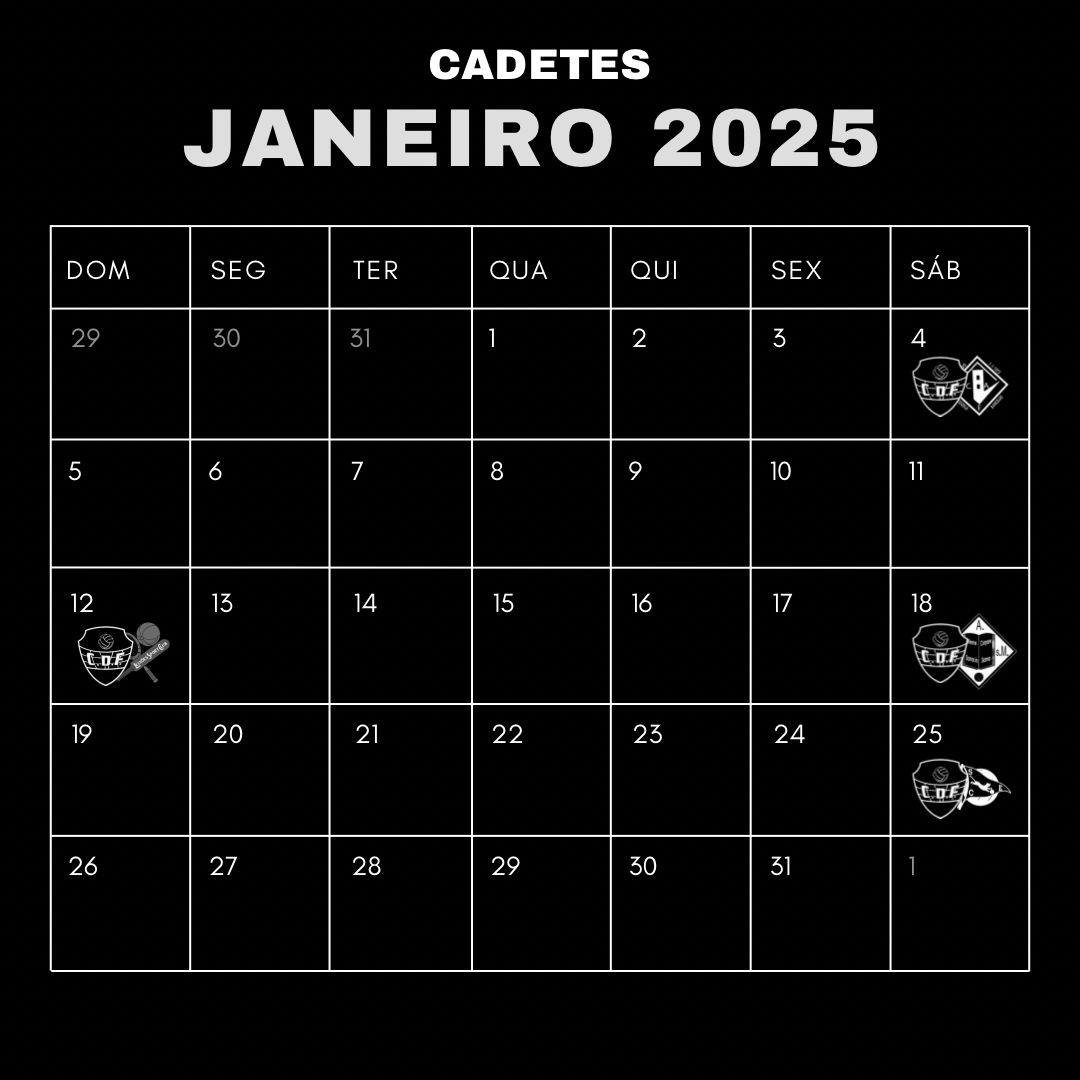 CADETES
JANEIRO 2025
DOM SEG TER QUA QUI SEX SÁB
29 30 31 1 2 3 4
C.D.F.
5 6 7 8 9 10 11
12 13 14 15 16 17 18
C.D.F. C.D.F. A. S.M.
19 20 21 22 23 24 25
C.D.F. S C
26 27 28 29 30 31 1